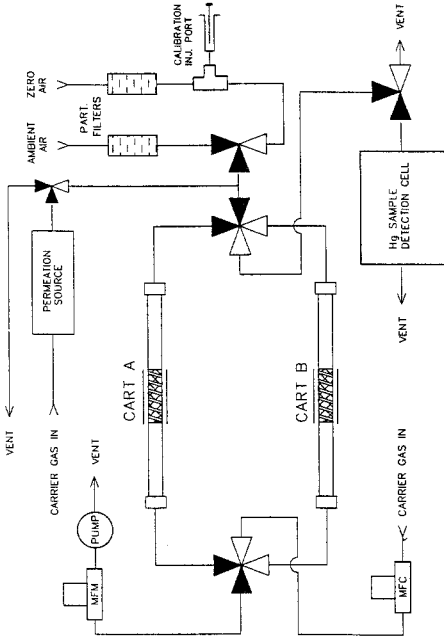 CALIBRATION
INJ. PORT
VENT
ZERO
AIR
AMBIENT
AIR
PART.
FILTERS
PERMEATION
SOURCE
VENT
CARRIER GAS IN
Hg SAMPLE
DETECTION CELL
VENT
CART A
CART B
VENT
PUMP
MFM
MFC
CARRIER GAS IN